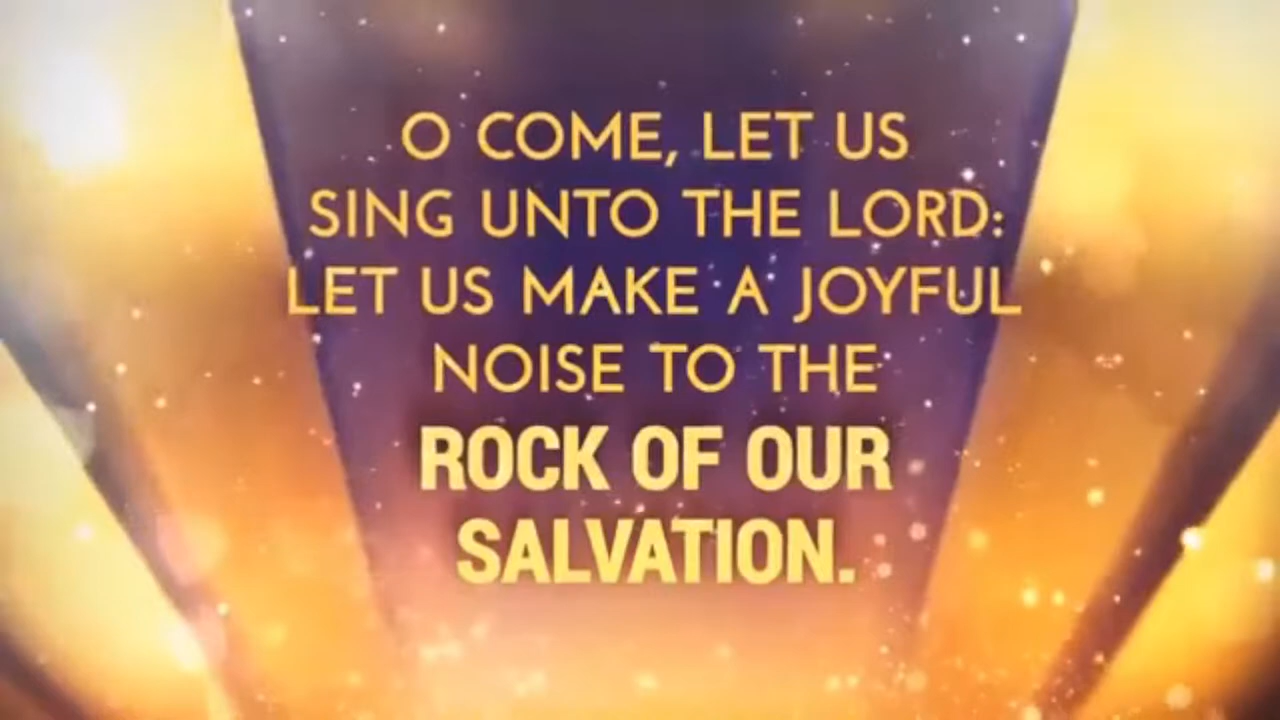 O COME, LET US
SING UNTO THE LORD:
LET US MAKE A JOYFUL
NOISE TO THE
ROCK OF OUR
SALVATION.